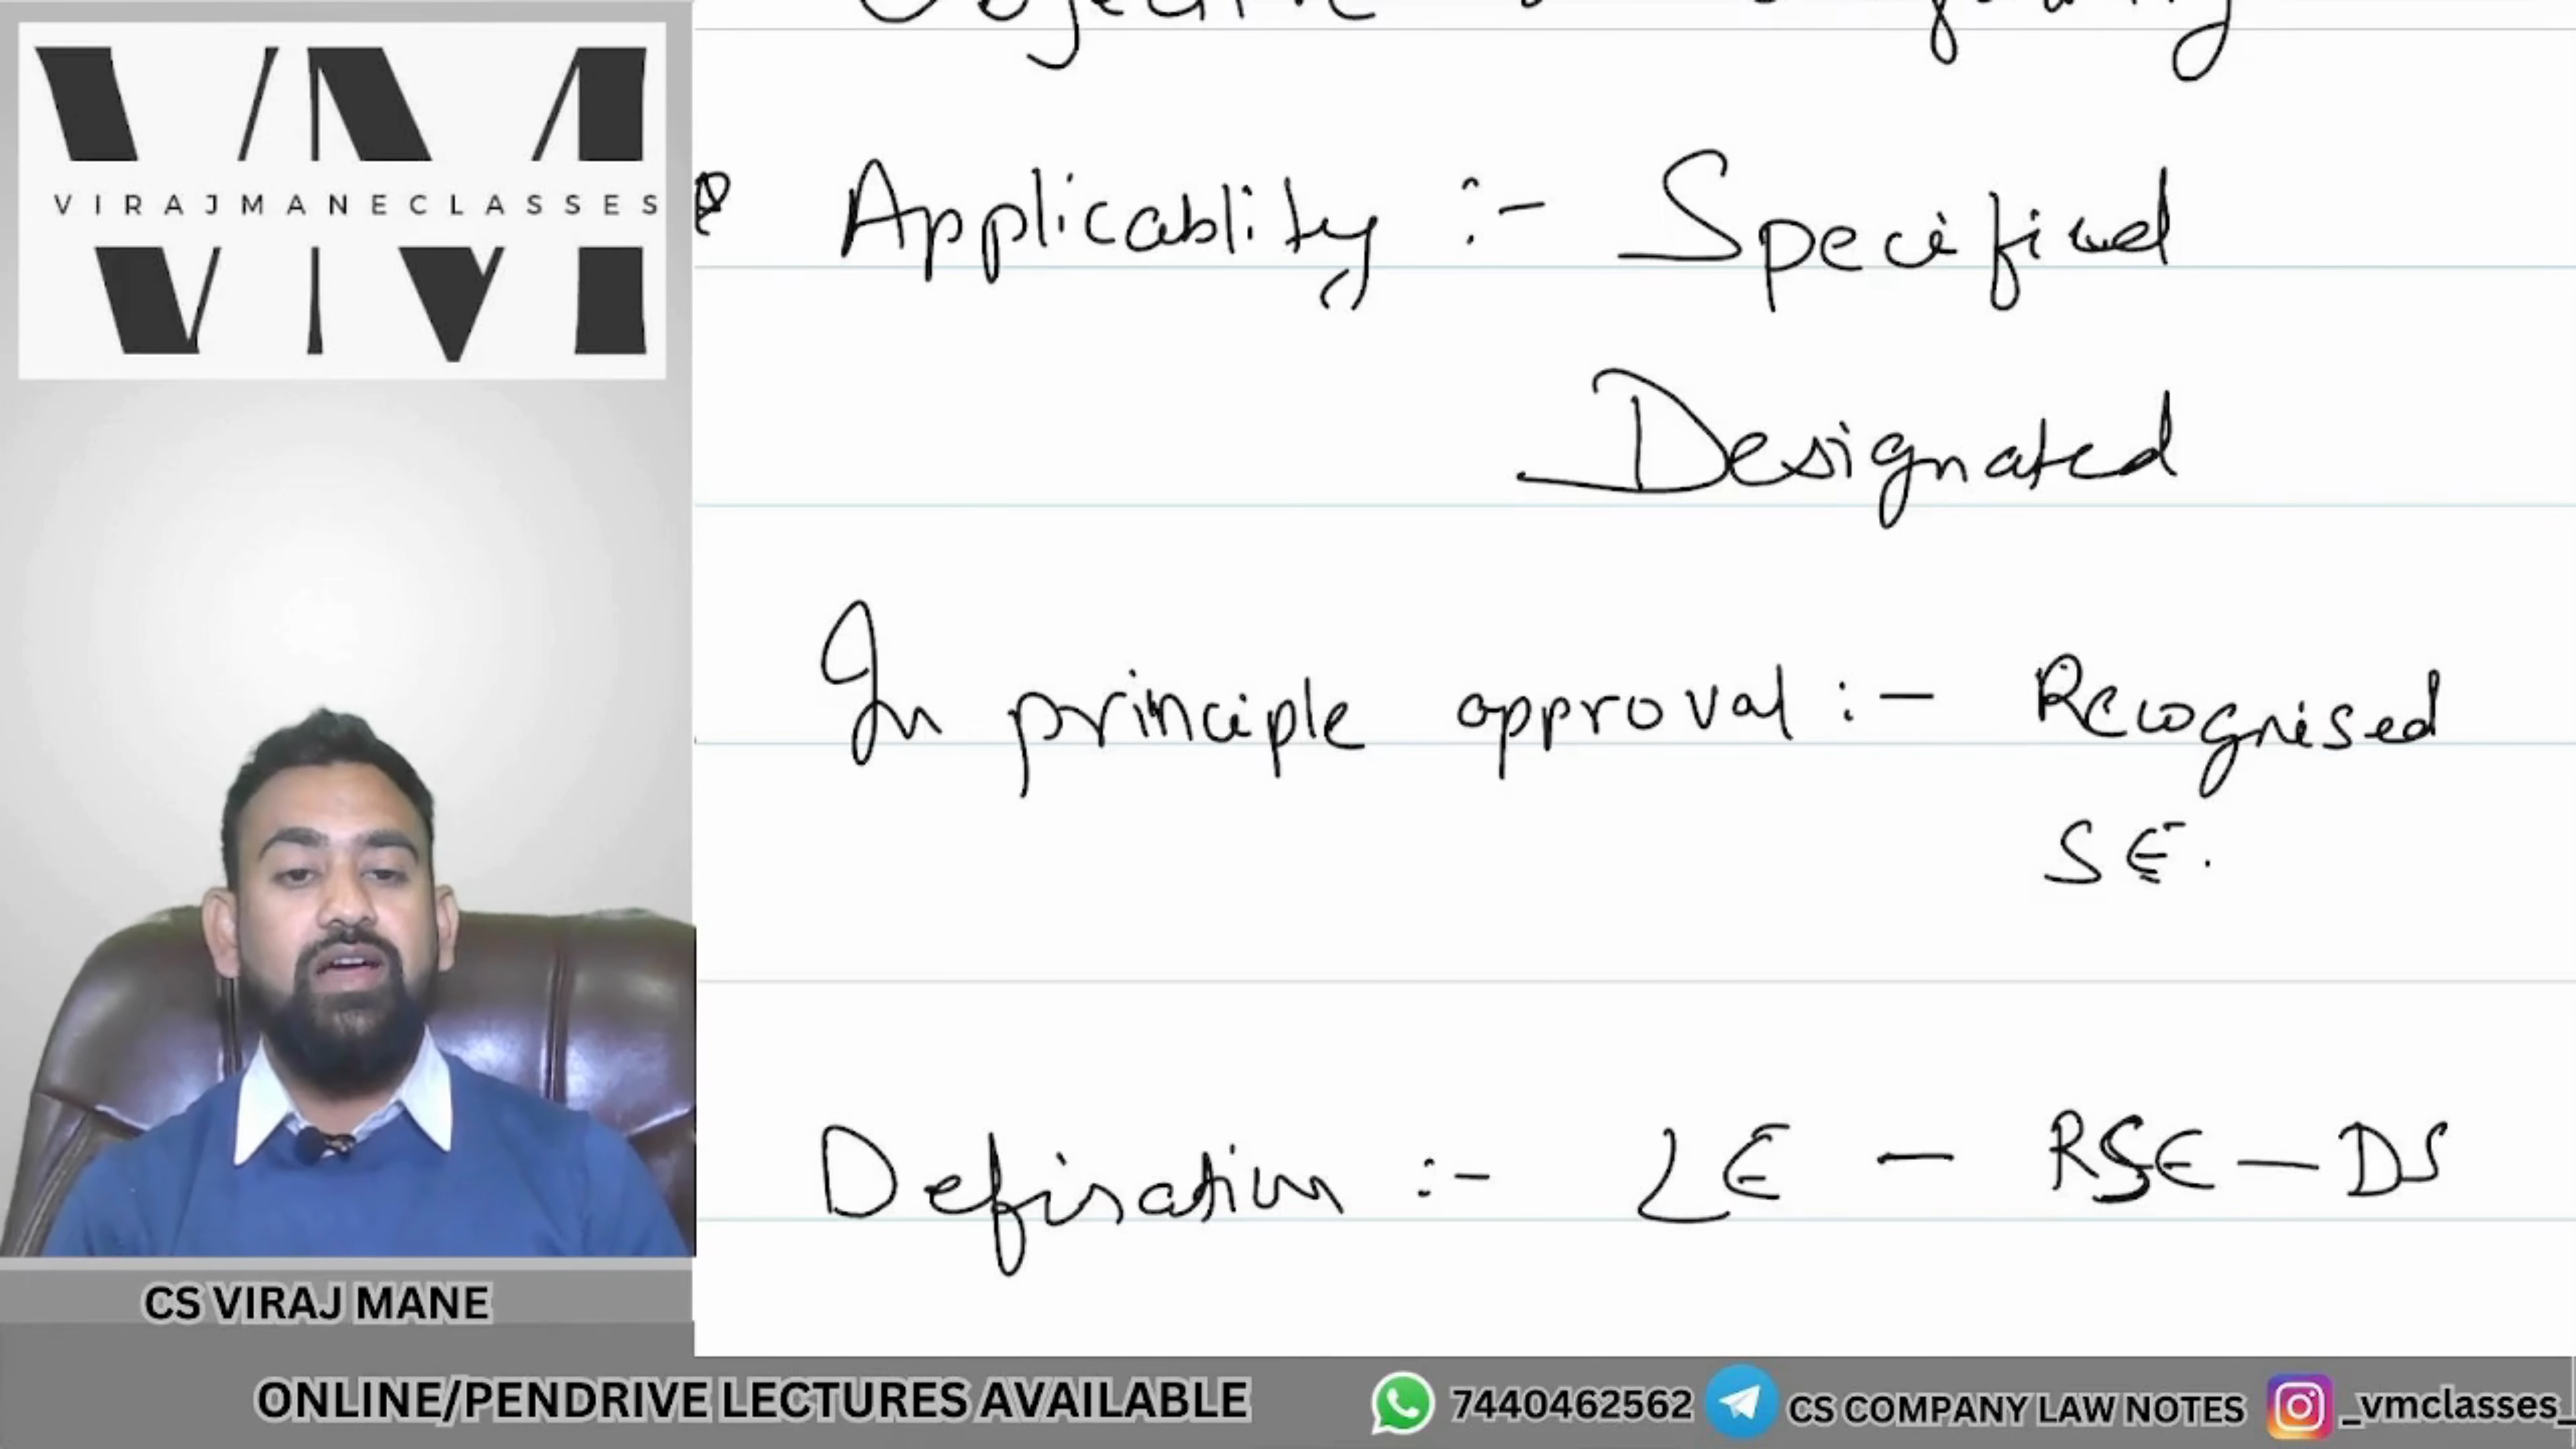 VIRAJMANECLASSES
Applicablity :- Specified
Designated
In principle approval :- Recognised
SE.
Defination :- LE - RSE - DS
CS VIRAJ MANE
ONLINE/PENDRIVE LECTURES AVAILABLE
7440462562 CS COMPANY LAW NOTES _vmclasses_